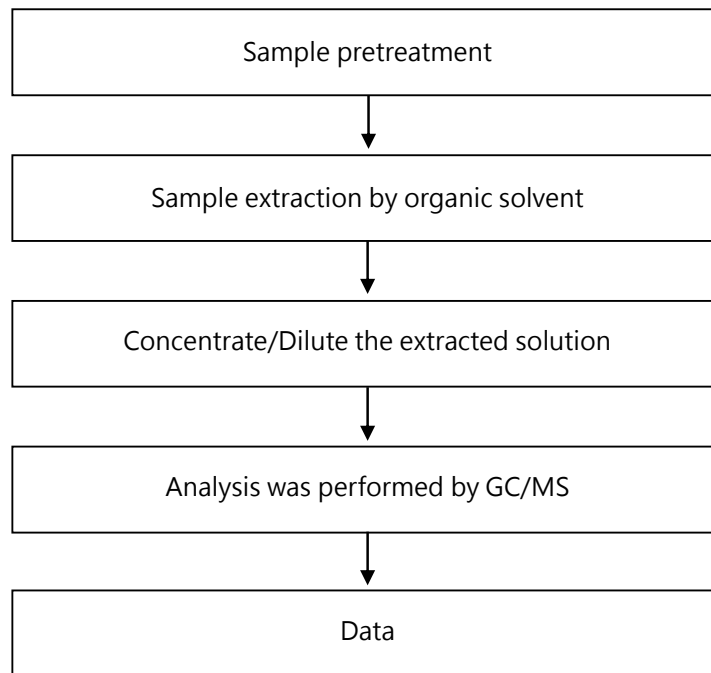 Sample pretreatment
Sample extraction by organic solvent
Concentrate/Dilute the extracted solution
Analysis was performed by GC/MS
Data